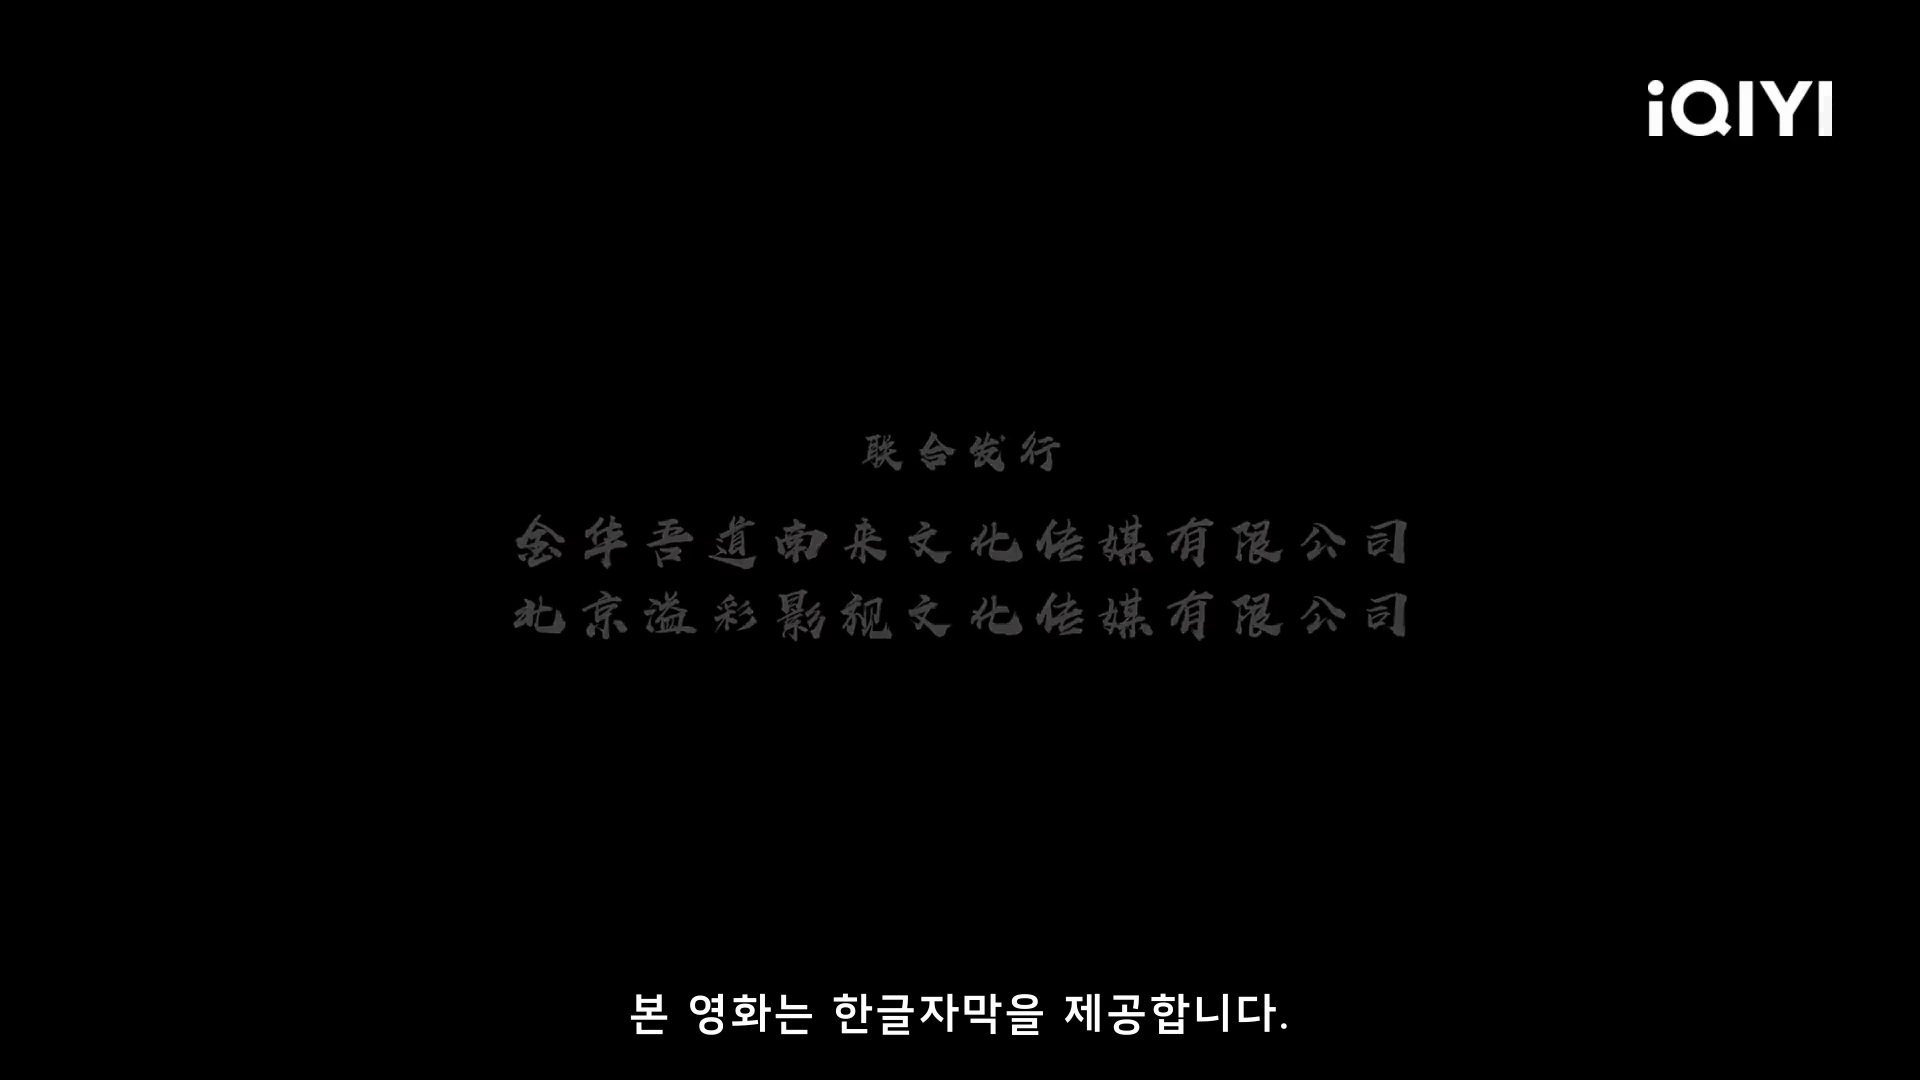 iQIYI
联合发行
金华吾道南来文化传媒有限公司
北京溢彩影视文化传媒有限公司
본 영화는 한글자막을 제공합니다.